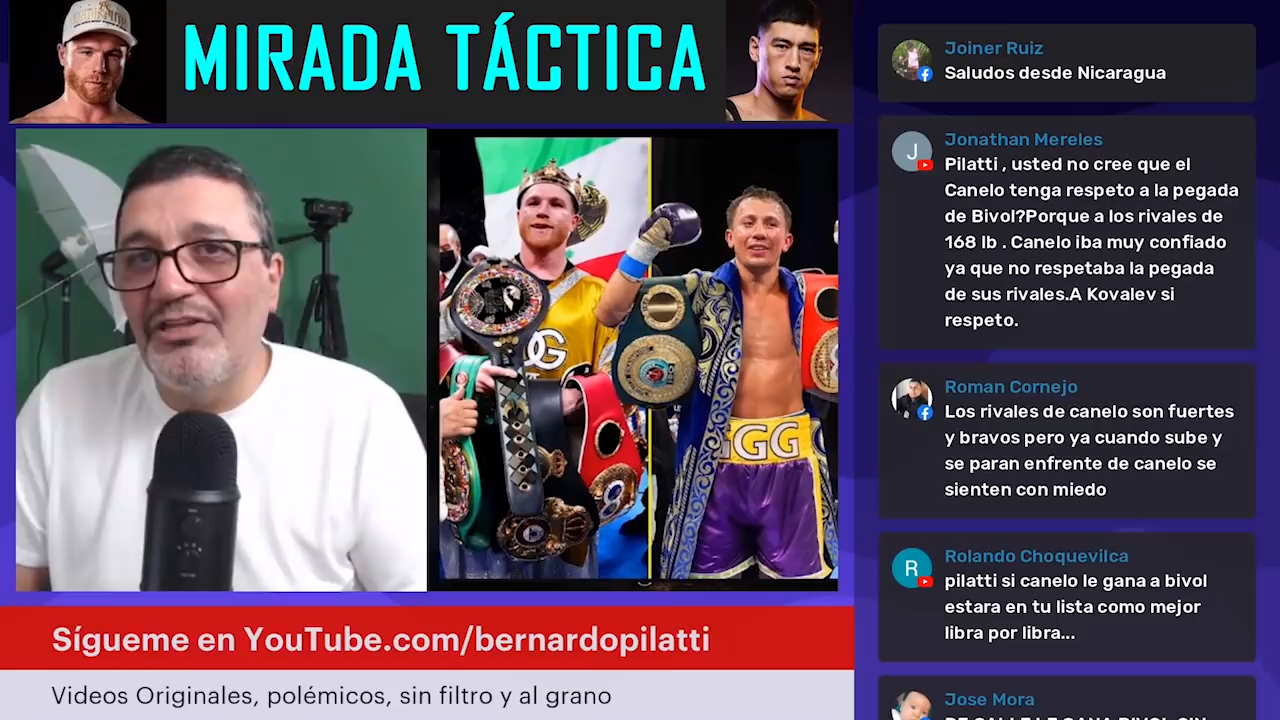 MIRADA TÁCTICA
GGG
Sígueme en YouTube.com/bernardopilatti
Videos Originales, polémicos, sin filtro y al grano
Joiner Ruiz
Saludos desde Nicaragua
J
Jonathan Mereles
Pilatti , usted no cree que el
Canelo tenga respeto a la pegada
de Bivol?Porque a los rivales de
168 lb . Canelo iba muy confiado
ya que no respetaba la pegada
de sus rivales.A Kovalev si
respeto.
Roman Cornejo
Los rivales de canelo son fuertes
y bravos pero ya cuando sube y
se paran enfrente de canelo se
sienten con miedo
R
Rolando Choquevilca
pilatti si canelo le gana a bivol
estara en tu lista como mejor
libra por libra...
Jose Mora